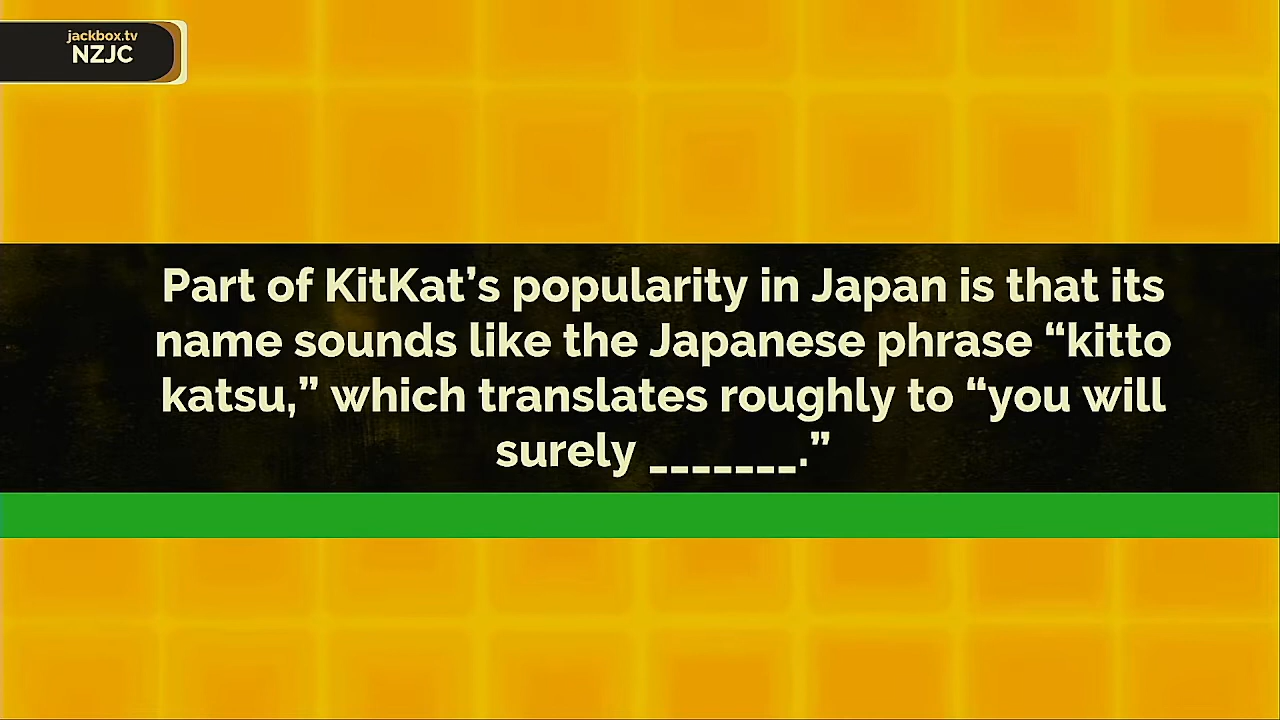 jackbox.tv
NZJC
Part of KitKat’s popularity in Japan is that its
name sounds like the Japanese phrase “kitto
katsu,” which translates roughly to “you will
surely _______.”